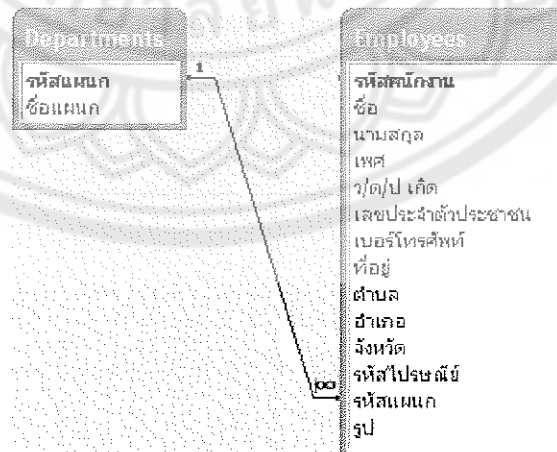 Departments
รหัสแผนก
ชื่อแผนก
1
∞
Employees
รหัสพนักงาน
ชื่อ
นามสกุล
เพศ
ว/ด/ป เกิด
เลขประจำตัวประชาชน
เบอร์โทรศัพท์
ที่อยู่
ตำบล
อำเภอ
จังหวัด
รหัสไปรษณีย์
รหัสแผนก
รูป